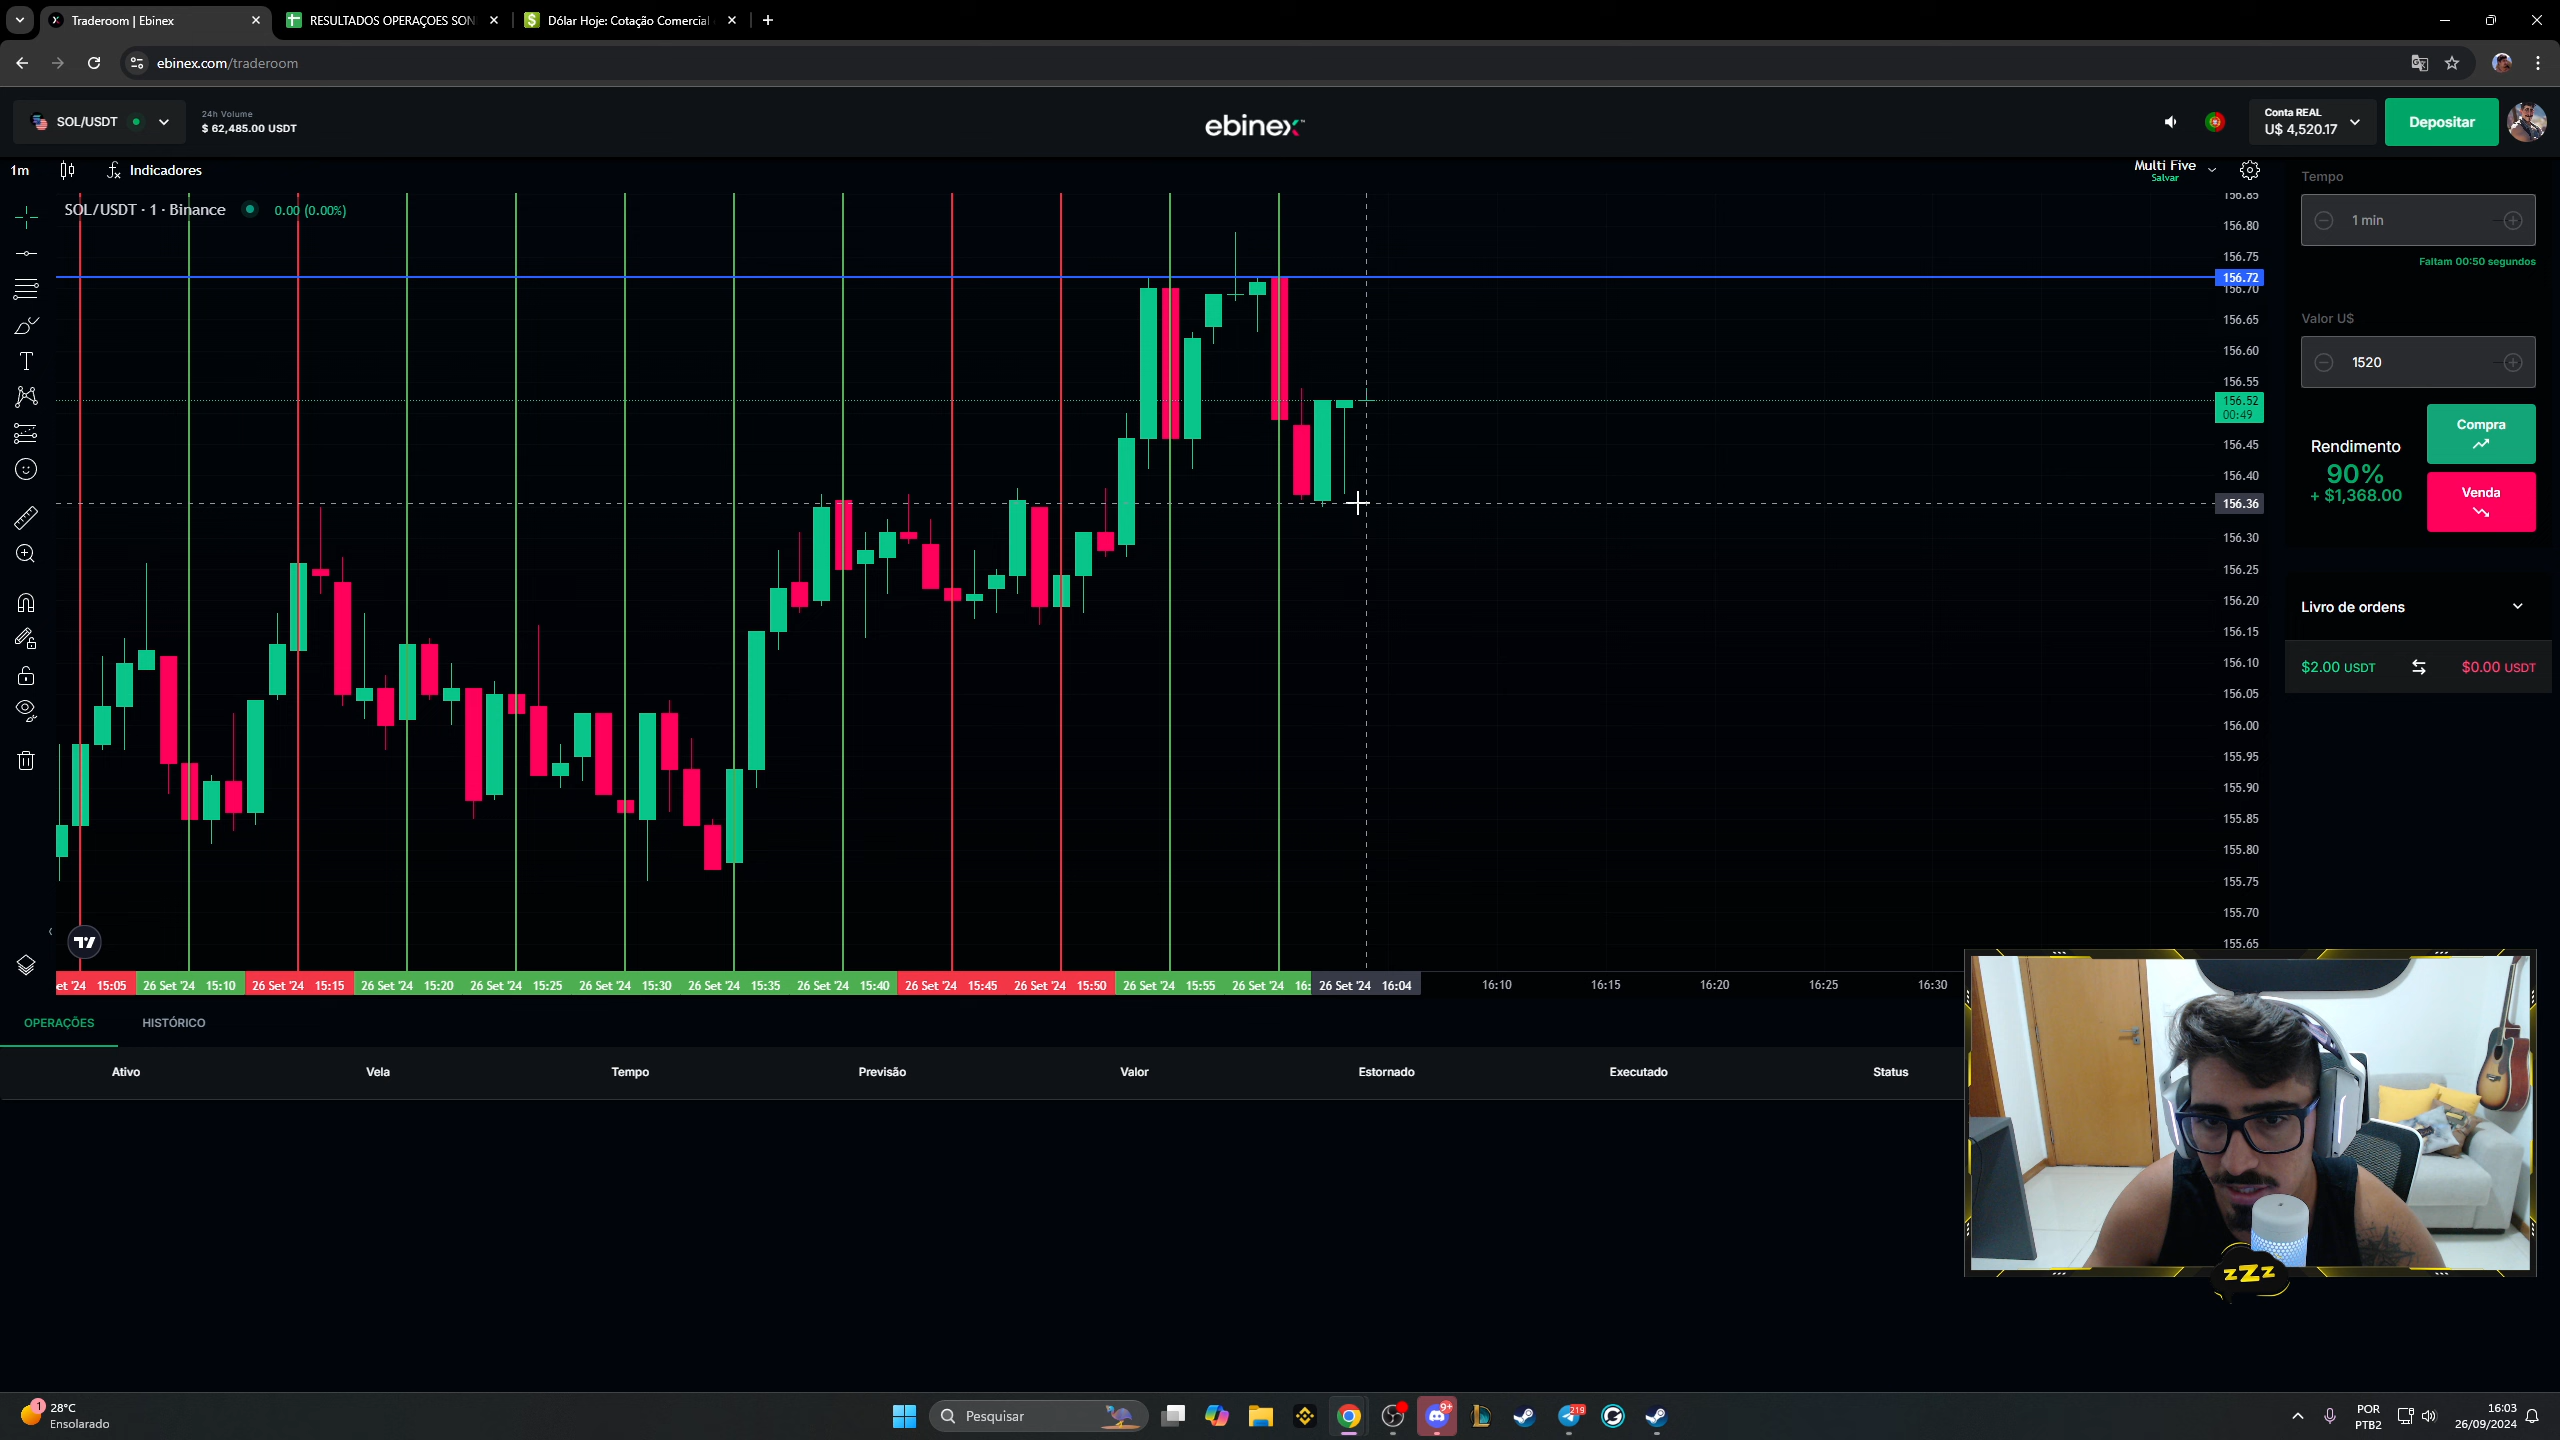 Traderoom | Ebinex
RESULTADOS OPERAÇOES SON
Dólar Hoje: Cotação Comercial
ebinex.com/traderoom
SOL/USDT
24h Volume
$ 62,485.00 USDT
ebinex
Conta REAL
U$ 4,520.17
Depositar
1m
Indicadores
Multi Five
Salvar
SOL/USDT · 1 · Binance
0.00 (0.00%)
Tempo
1 min
Faltam 00:50 segundos
Valor U$
1520
Compra
Rendimento
90%
+ $1,368.00
Venda
Livro de ordens
$2.00 USDT
$0.00 USDT
156.85
156.80
156.75
156.72
156.70
156.65
156.60
156.55
156.52
00:49
156.45
156.40
156.36
156.30
156.25
156.20
156.15
156.10
156.05
156.00
155.95
155.90
155.85
155.80
155.75
155.70
155.65
et '24 15:05
26 Set '24 15:10
26 Set '24 15:15
26 Set '24 15:20
26 Set '24 15:25
26 Set '24 15:30
26 Set '24 15:35
26 Set '24 15:40
26 Set '24 15:45
26 Set '24 15:50
26 Set '24 15:55
26 Set '24 16:
26 Set '24 16:04
16:10
16:15
16:20
16:25
16:30
OPERAÇÕES
HISTÓRICO
Ativo
Vela
Tempo
Previsão
Valor
Estornado
Executado
Status
zZz
1
28°C
Ensolarado
Pesquisar
9+
219
POR
PTB2
16:03
26/09/2024